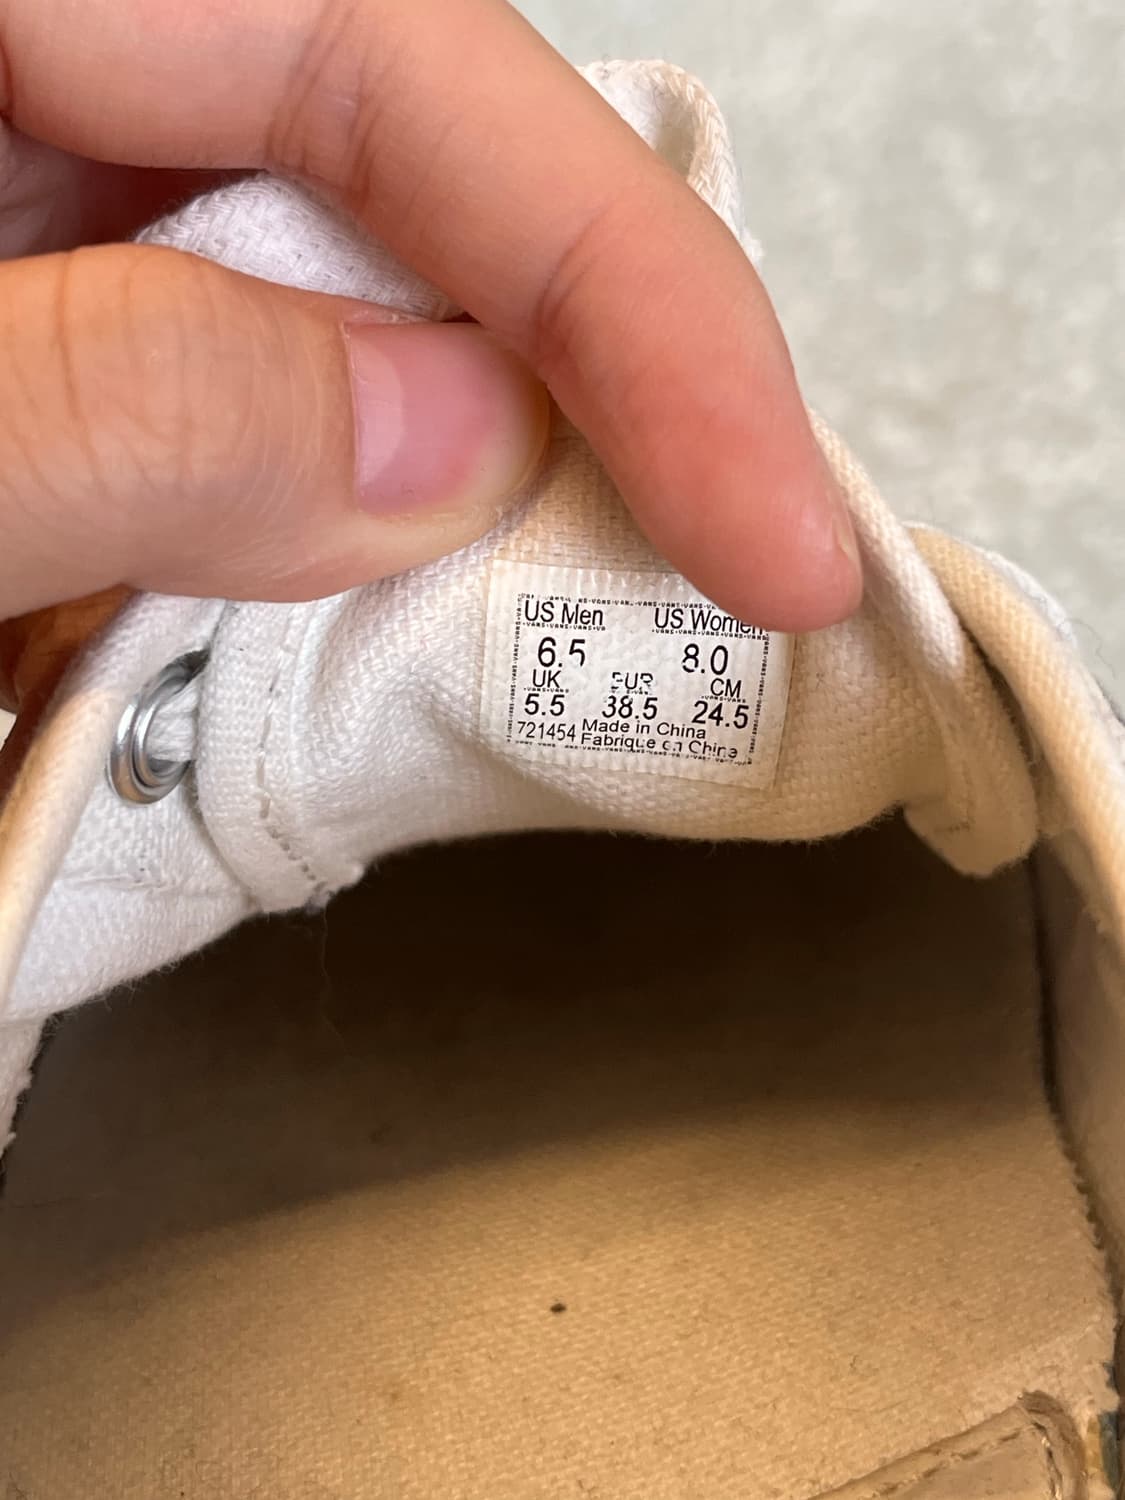 US Men US Women
6.5 8.0
UK EUR CM
5.5 38.5 24.5
721454 Made in China
Fabrique en Chine